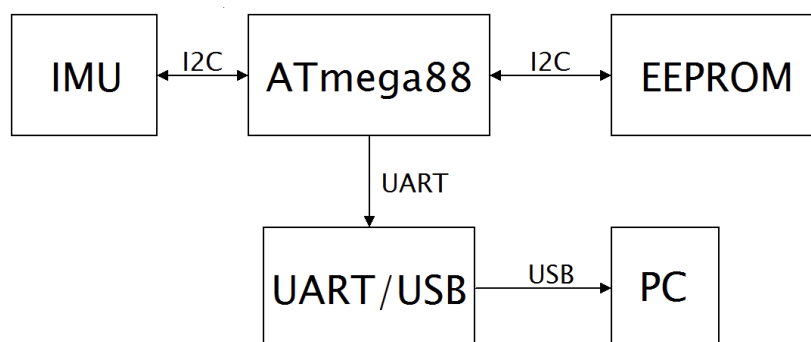 IMU
I2C
ATmega88
I2C
EEPROM
UART
UART/USB
USB
PC